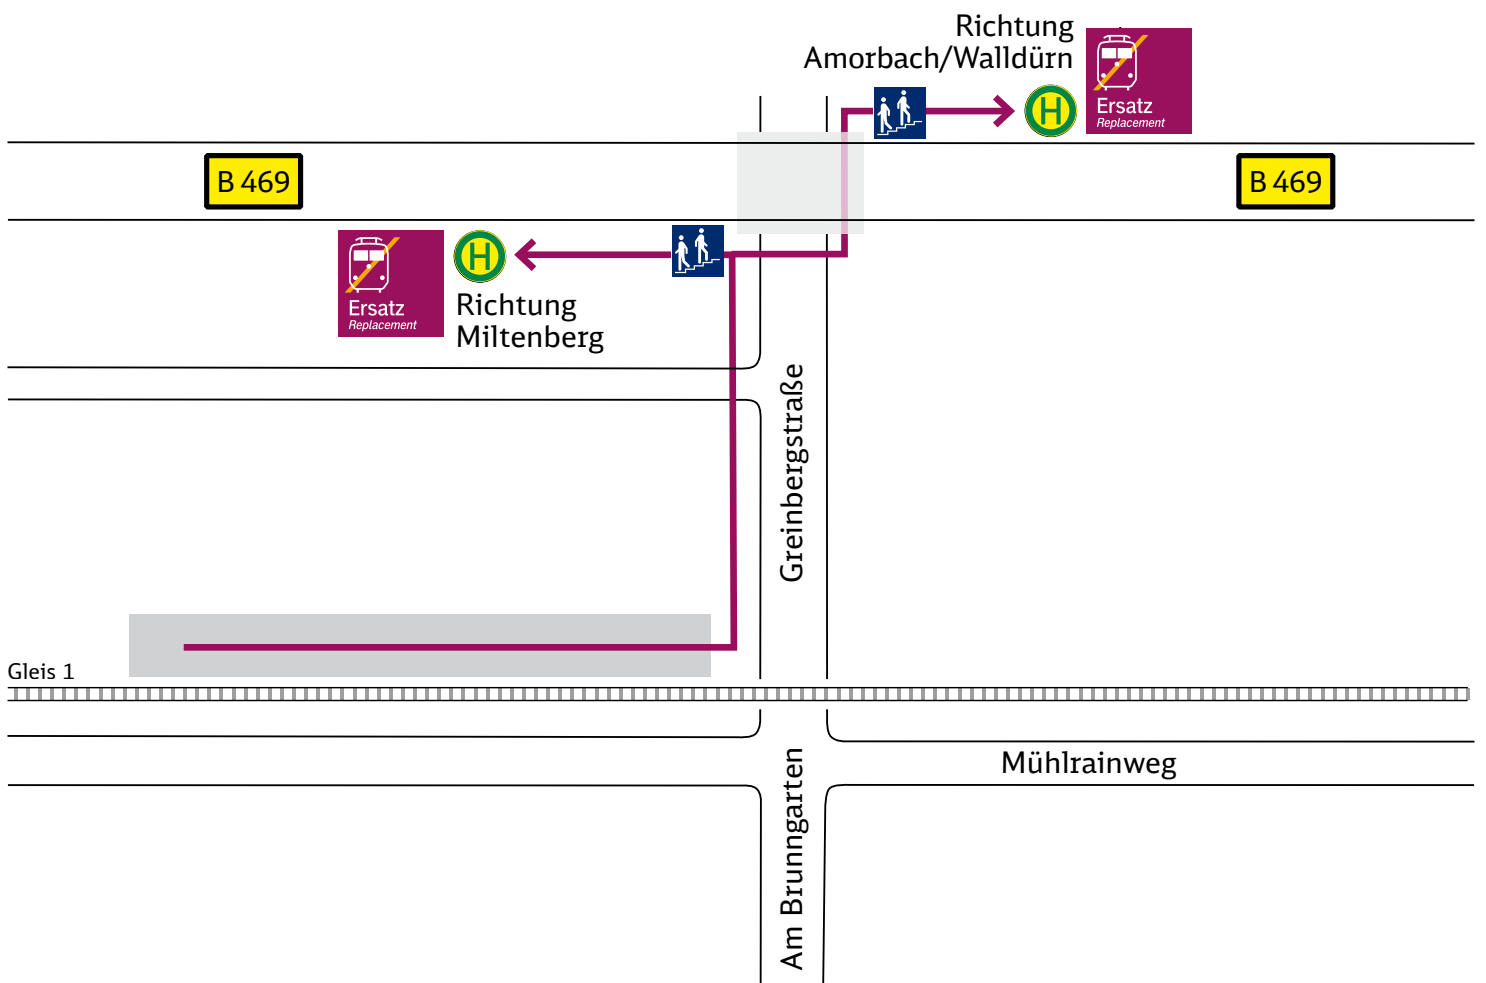 Richtung
Amorbach/Walldürn
H
Ersatz
Replacement
B 469
B 469
Ersatz
Replacement
H
Richtung
Miltenberg
Greinbergstraße
Gleis 1
Mühlrainweg
Am Brunngarten